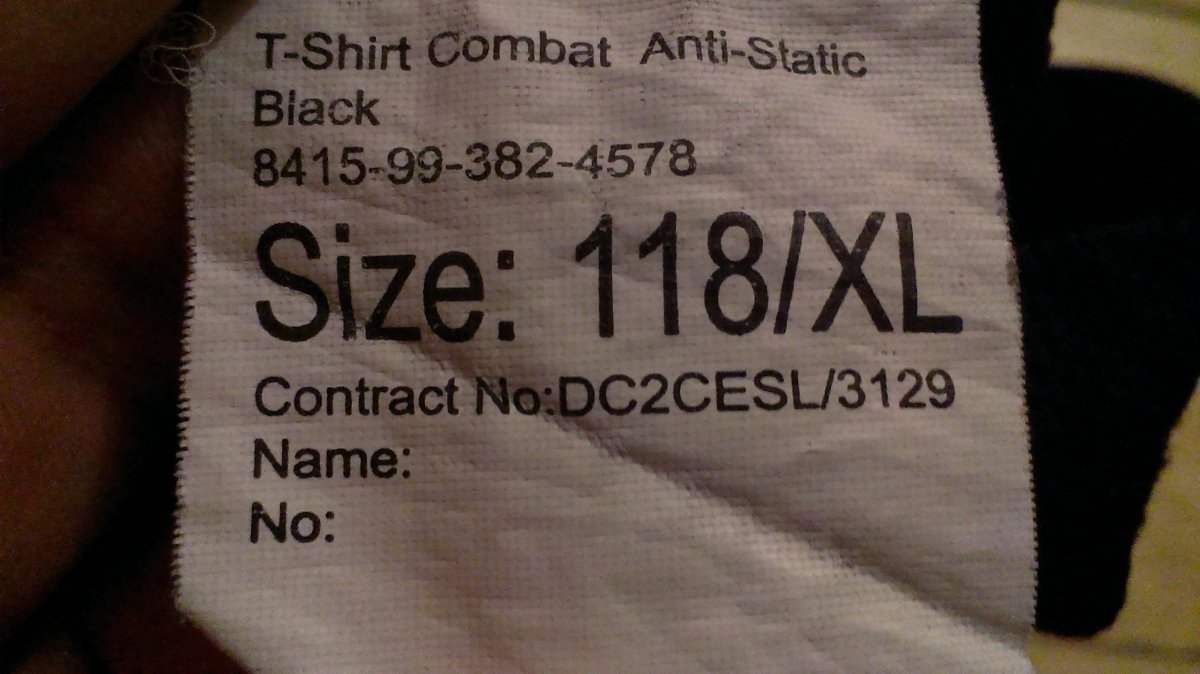 T-Shirt Combat Anti-Static
Black
8415-99-382-4578
Size: 118/XL
Contract No:DC2CESL/3129
Name:
No: